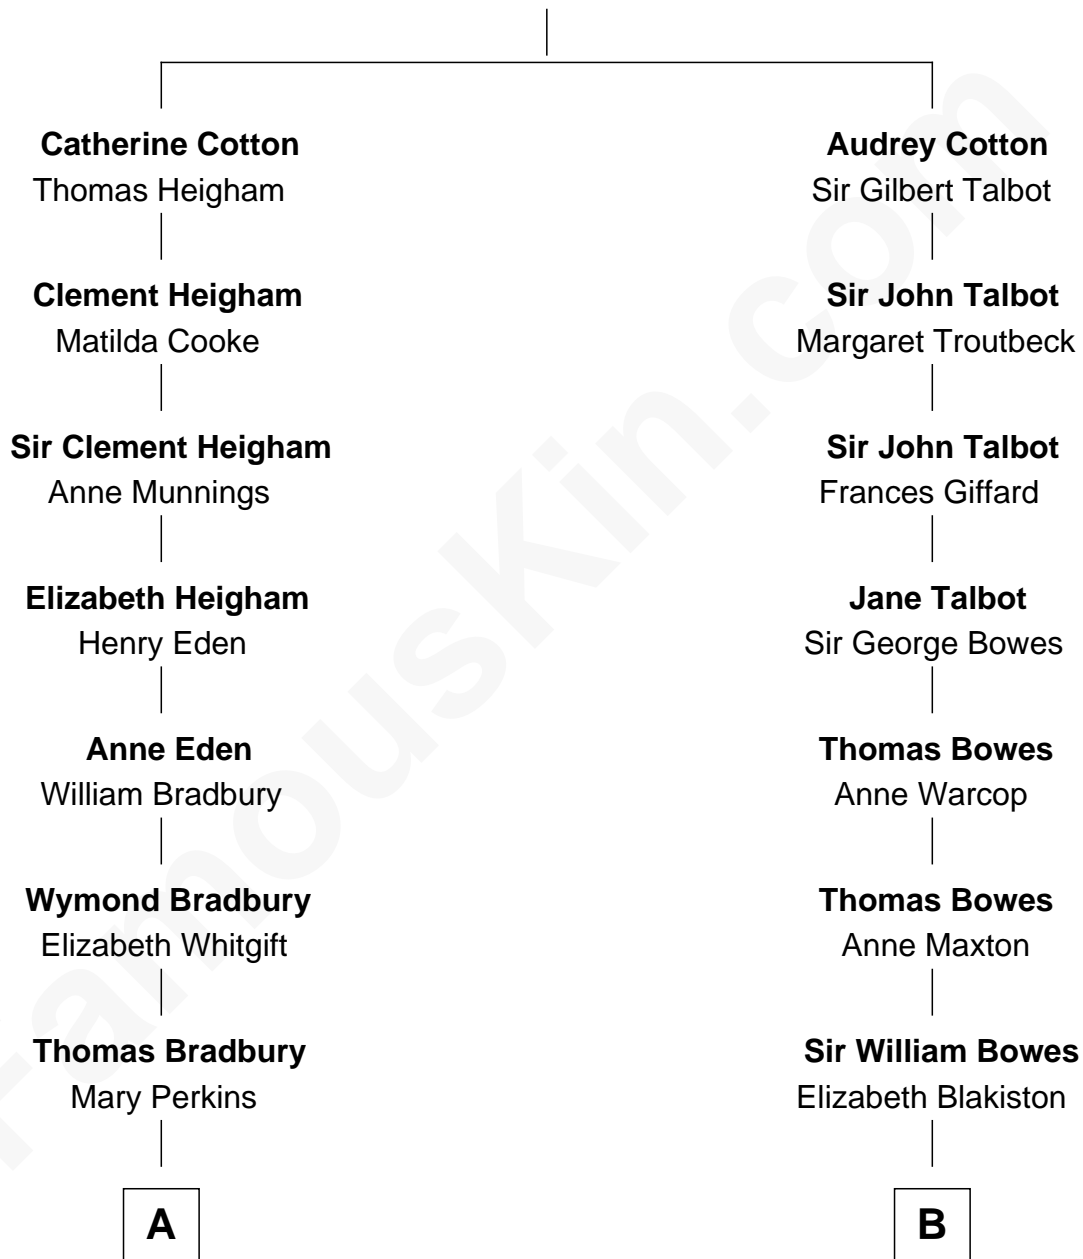 Catherine Cotton
Thomas Heigham
Clement Heigham
Matilda Cooke
Sir Clement Heigham
Anne Munnings
Elizabeth Heigham
Henry Eden
Anne Eden
William Bradbury
Wymond Bradbury
Elizabeth Whitgift
Thomas Bradbury
Mary Perkins
A
Audrey Cotton
Sir Gilbert Talbot
Sir John Talbot
Margaret Troutbeck
Sir John Talbot
Frances Giffard
Jane Talbot
Sir George Bowes
Thomas Bowes
Anne Warcop
Thomas Bowes
Anne Maxton
Sir William Bowes
Elizabeth Blakiston
B
FamousKin.com